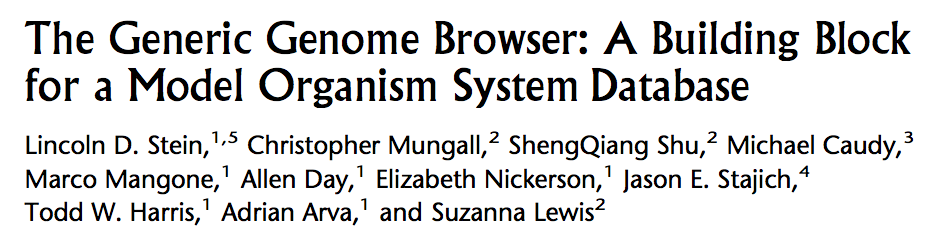 The Generic Genome Browser: A Building Block
for a Model Organism System Database
Lincoln D. Stein,1,5 Christopher Mungall,2 ShengQiang Shu,2 Michael Caudy,3
Marco Mangone,1 Allen Day,1 Elizabeth Nickerson,1 Jason E. Stajich,4
Todd W. Harris,1 Adrian Arva,1 and Suzanna Lewis2